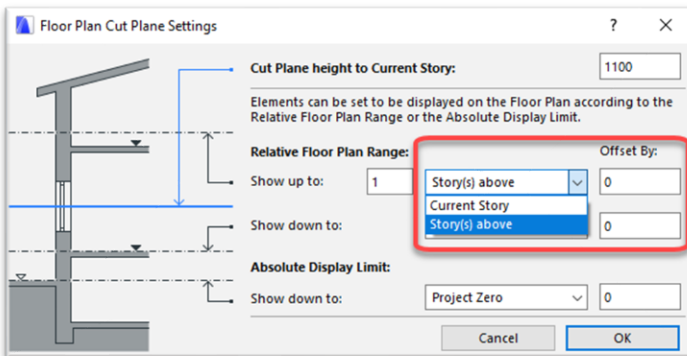 Floor Plan Cut Plane Settings
? ×
Cut Plane height to Current Story: 1100
Elements can be set to be displayed on the Floor Plan according to the
Relative Floor Plan Range or the Absolute Display Limit.
Relative Floor Plan Range: Offset By:
Show up to: 1 Story(s) above 0
Current Story
Story(s) above
Show down to: 0
Absolute Display Limit:
Show down to: Project Zero 0
Cancel OK